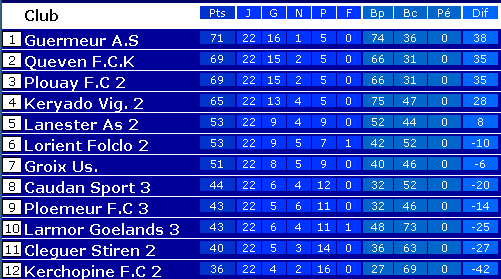 Club Pts J G N P F Bp Bc Pé Dif
1 Guermeur A.S 71 22 16 1 5 0 74 36 0 38
2 Queven F.C.K 69 22 15 2 5 0 66 31 0 35
3 Plouay F.C 2 69 22 15 2 5 0 66 31 0 35
4 Keryado Vig. 2 65 22 13 4 5 0 75 47 0 28
5 Lanester As 2 53 22 9 4 9 0 52 44 0 8
6 Lorient Folclo 2 53 22 9 5 7 1 42 52 0 -10
7 Groix Us. 51 22 8 5 9 0 40 46 0 -6
8 Caudan Sport 3 44 22 6 4 12 0 32 52 0 -20
9 Ploemeur F.C 3 43 22 5 6 11 0 32 46 0 -14
10 Larmor Goelands 3 43 22 6 4 11 1 48 73 0 -25
11 Cleguer Stiren 2 40 22 5 3 14 0 36 63 0 -27
12 Kerchopine F.C 2 36 22 4 2 16 0 27 69 0 -42